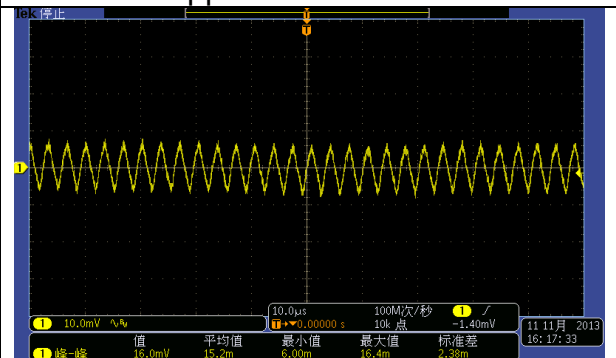 Tek 停止
T
T
1
10.0µs 100M次/秒 1 /
1 10.0mV T→▼0.00000 s 10k 点 -1.40mV 11 11月 2013
16:17:33
值 平均值 最小值 最大值 标准差
1 峰-峰 16.0mV 15.2m 6.00m 16.4m 2.38m